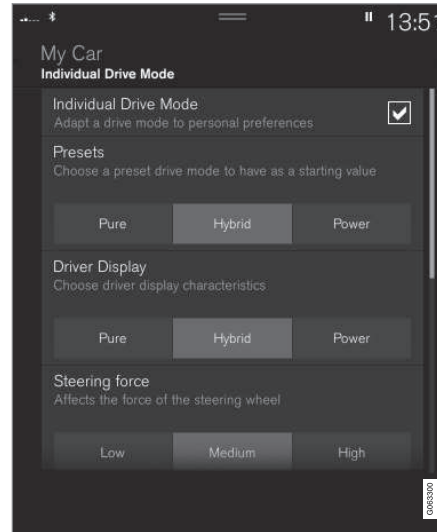 13:51
My Car
Individual Drive Mode
Individual Drive Mode
Adapt a drive mode to personal preferences
Presets
Choose a preset drive mode to have as a starting value
Pure Hybrid Power
Driver Display
Choose driver display characteristics
Pure Hybrid Power
Steering force
Affects the force of the steering wheel
Low Medium High
G063300